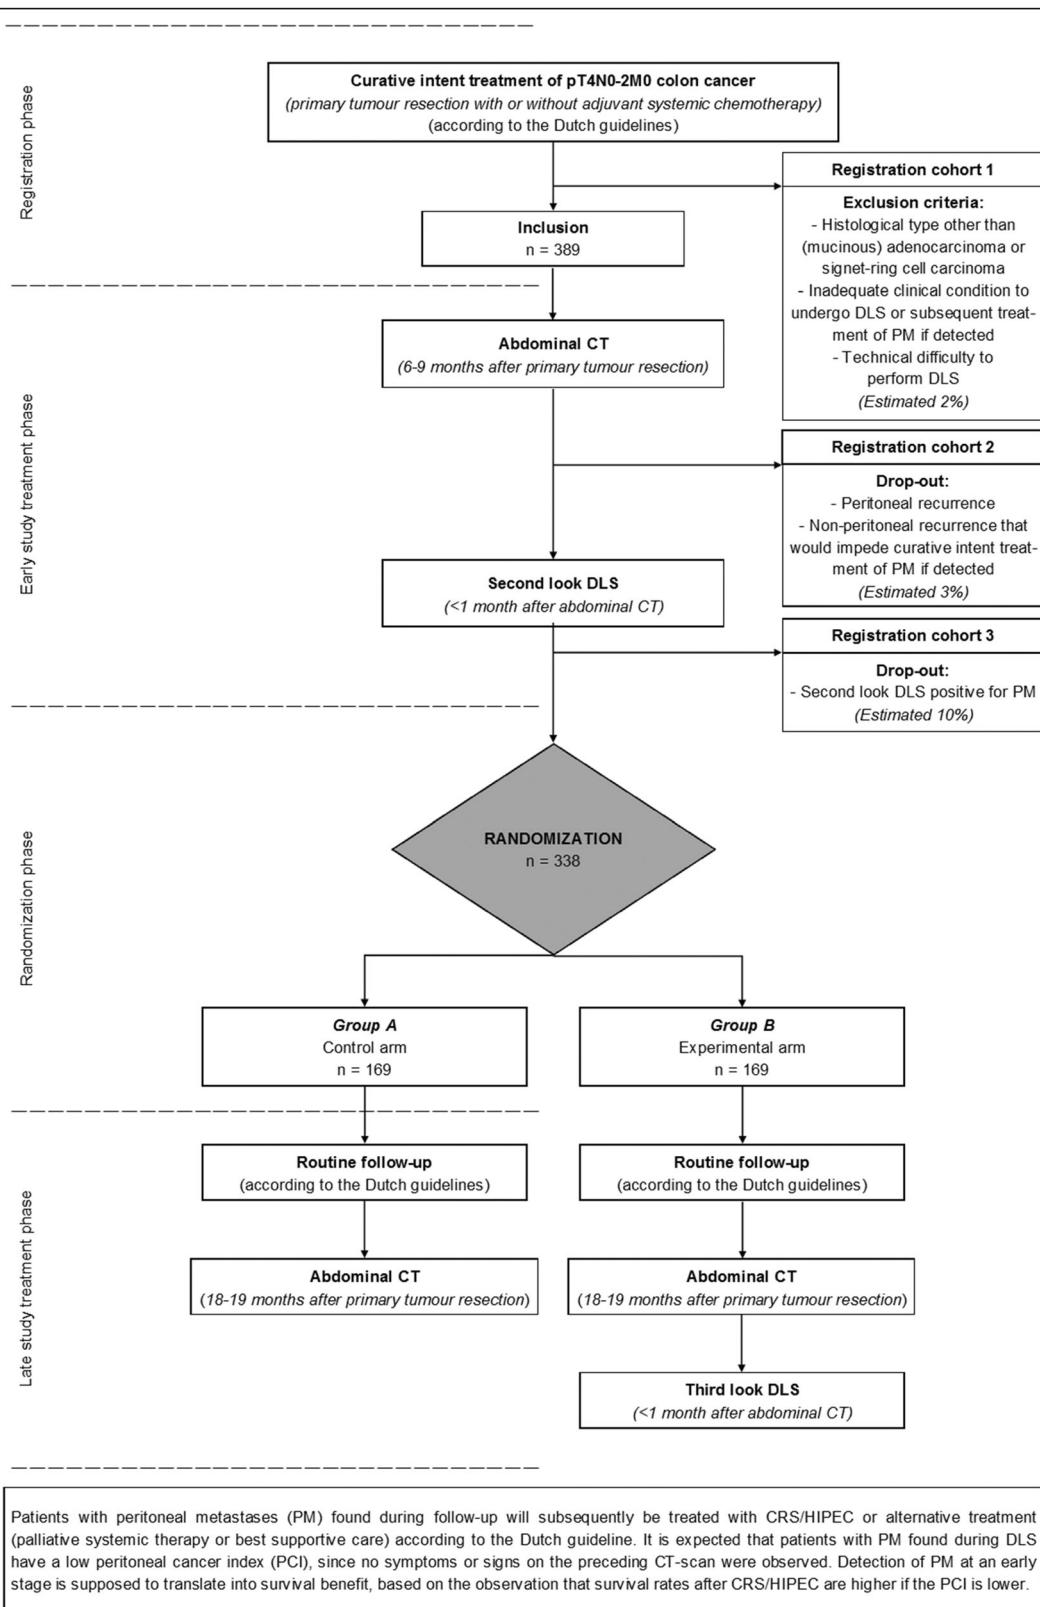 Registration phase
Curative intent treatment of pT4N0-2M0 colon cancer
(primary tumour resection with or without adjuvant systemic chemotherapy)
(according to the Dutch guidelines)
Registration cohort 1
Exclusion criteria:
- Histological type other than
(mucinous) adenocarcinoma or
signet-ring cell carcinoma
- Inadequate clinical condition to
undergo DLS or subsequent treat-
ment of PM if detected
- Technical difficulty to
perform DLS
(Estimated 2%)
Inclusion
n = 389
Early study treatment phase
Abdominal CT
(6-9 months after primary tumour resection)
Registration cohort 2
Drop-out:
- Peritoneal recurrence
- Non-peritoneal recurrence that
would impede curative intent treat-
ment of PM if detected
(Estimated 3%)
Second look DLS
(<1 month after abdominal CT)
Registration cohort 3
Drop-out:
- Second look DLS positive for PM
(Estimated 10%)
Randomization phase
RANDOMIZATION
n = 338
Group A
Control arm
n = 169
Group B
Experimental arm
n = 169
Late study treatment phase
Routine follow-up
(according to the Dutch guidelines)
Routine follow-up
(according to the Dutch guidelines)
Abdominal CT
(18-19 months after primary tumour resection)
Abdominal CT
(18-19 months after primary tumour resection)
Third look DLS
(<1 month after abdominal CT)
Patients with peritoneal metastases (PM) found during follow-up will subsequently be treated with CRS/HIPEC or alternative treatment
(palliative systemic therapy or best supportive care) according to the Dutch guideline. It is expected that patients with PM found during DLS
have a low peritoneal cancer index (PCI), since no symptoms or signs on the preceding CT-scan were observed. Detection of PM at an early
stage is supposed to translate into survival benefit, based on the observation that survival rates after CRS/HIPEC are higher if the PCI is lower.